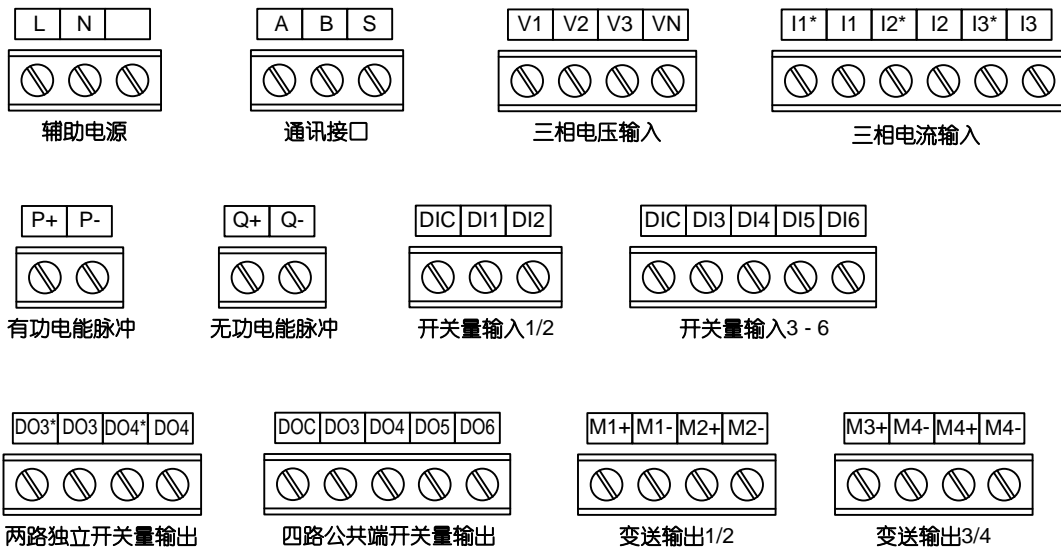 L N
A B S
V1 V2 V3 VN
I1* I1 I2* I2 I3* I3
辅助电源
通讯接口
三相电压输入
三相电流输入
P+ P-
Q+ Q-
DIC DI1 DI2
DIC DI3 DI4 DI5 DI6
有功电能脉冲
无功电能脉冲
开关量输入1/2
开关量输入3 - 6
DO3* DO3 DO4* DO4
DOC DO3 DO4 DO5 DO6
M1+ M1- M2+ M2-
M3+ M4- M4+ M4-
两路独立开关量输出
四路公共端开关量输出
变送输出1/2
变送输出3/4